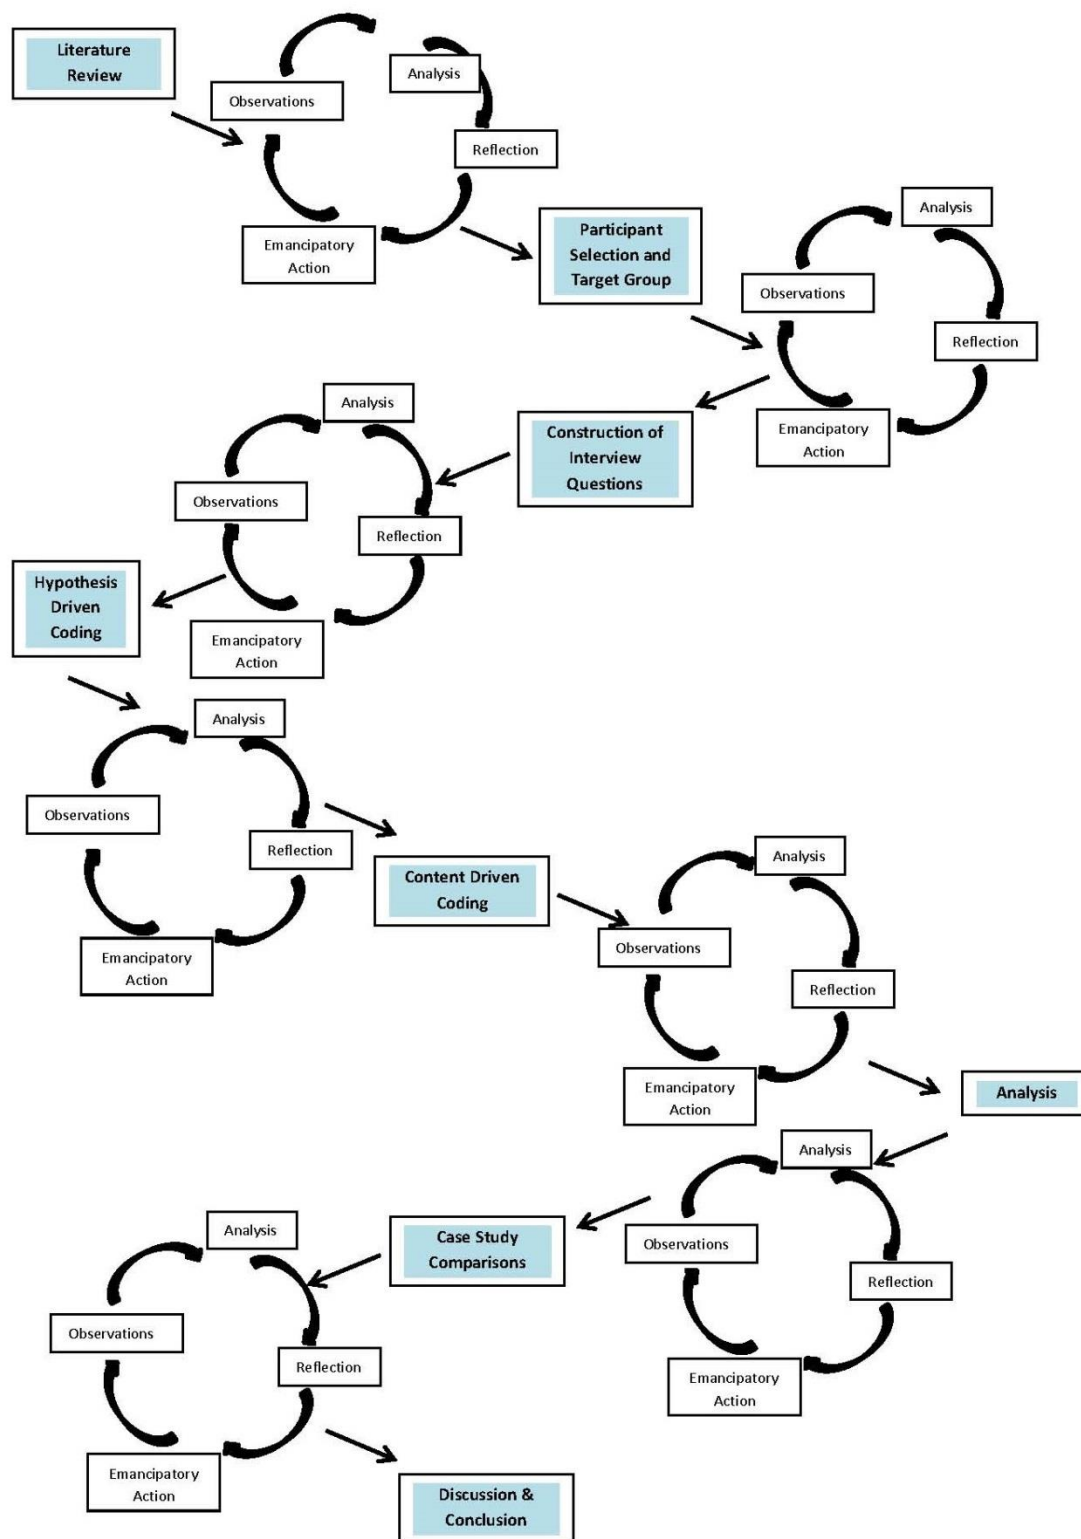 Literature
Review
Analysis
Observations
Reflection
Emancipatory
Action
Participant
Selection and
Target Group
Analysis
Observations
Reflection
Emancipatory
Action
Construction of
Interview
Questions
Analysis
Observations
Reflection
Emancipatory
Action
Hypothesis
Driven
Coding
Analysis
Observations
Reflection
Emancipatory
Action
Content Driven
Coding
Analysis
Observations
Reflection
Emancipatory
Action
Analysis
Analysis
Observations
Reflection
Emancipatory
Action
Case Study
Comparisons
Analysis
Observations
Reflection
Emancipatory
Action
Discussion &
Conclusion